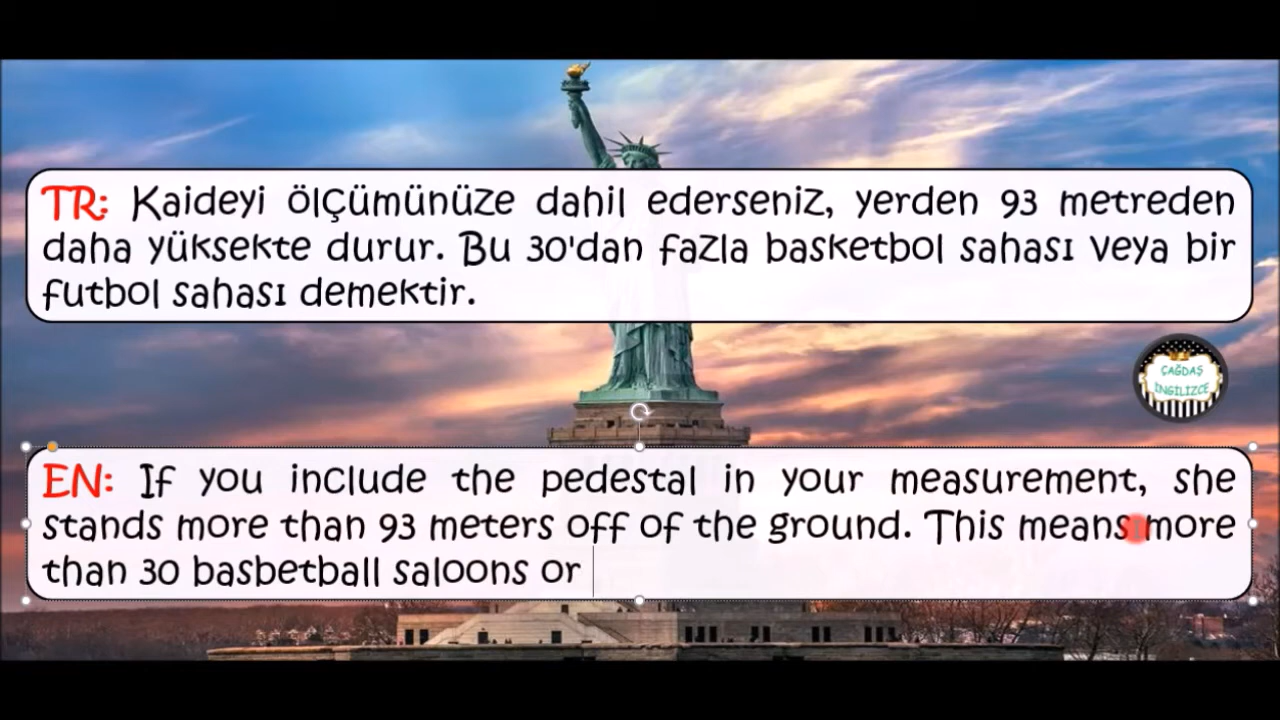 TR: Kaideyi ölçümünüze dahil ederseniz, yerden 93 metreden
daha yüksekte durur. Bu 30'dan fazla basketbol sahası veya bir
futbol sahası demektir.
ÇAĞDAŞ
İNGİLİZCE
EN: If you include the pedestal in your measurement, she
stands more than 93 meters off of the ground. This means more
than 30 basbetball saloons or